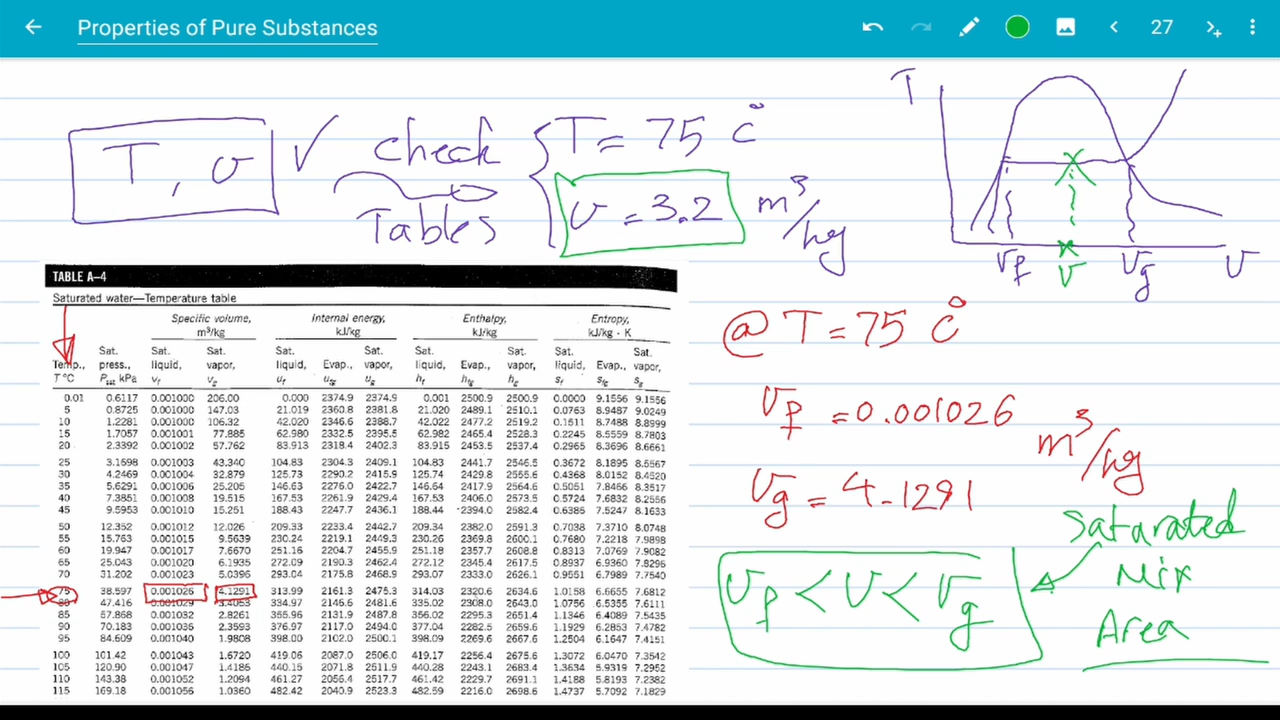 Properties of Pure Substances
27
T, v ✓ check Tables
T = 75 C°
v = 3.2 m³/kg
T
vf v vg v
TABLE A–4
Saturated water—Temperature table
Specific volume, m³/kg Internal energy, kJ/kg Enthalpy, kJ/kg Entropy, kJ/kg · K
Temp., T °C Sat. press., Psat kPa Sat. liquid, vf Sat. vapor, vg Sat. liquid, uf Evap., ufg Sat. vapor, ug Sat. liquid, hf Evap., hfg Sat. vapor, hg Sat. liquid, sf Evap., sfg Sat. vapor, sg
0.01 0.6117 0.001000 206.00 0.000 2374.9 2374.9 0.001 2500.9 2500.9 0.0000 9.1556 9.1556
5 0.8725 0.001000 147.03 21.019 2360.8 2381.8 21.020 2489.1 2510.1 0.0763 8.9487 9.0249
10 1.2281 0.001000 106.32 42.020 2346.6 2388.7 42.022 2477.2 2519.2 0.1511 8.7488 8.8999
15 1.7057 0.001001 77.885 62.980 2332.5 2395.5 62.982 2465.4 2528.3 0.2245 8.5559 8.7803
20 2.3392 0.001002 57.762 83.913 2318.4 2402.3 83.915 2453.5 2537.4 0.2965 8.3696 8.6661
25 3.1698 0.001003 43.340 104.83 2304.3 2409.1 104.83 2441.7 2546.5 0.3672 8.1895 8.5567
30 4.2469 0.001004 32.879 125.73 2290.2 2415.9 125.74 2429.8 2555.6 0.4368 8.0152 8.4520
35 5.6291 0.001006 25.205 146.63 2276.0 2422.7 146.64 2417.9 2564.6 0.5051 7.8466 8.3517
40 7.3851 0.001008 19.515 167.53 2261.9 2429.4 167.53 2406.0 2573.5 0.5724 7.6832 8.2556
45 9.5953 0.001010 15.251 188.43 2247.7 2436.1 188.44 2394.0 2582.4 0.6385 7.5247 8.1633
50 12.352 0.001012 12.026 209.33 2233.4 2442.7 209.34 2382.0 2591.3 0.7038 7.3710 8.0748
55 15.763 0.001015 9.5639 230.24 2219.1 2449.3 230.26 2369.8 2600.1 0.7680 7.2218 7.9898
60 19.947 0.001017 7.6670 251.16 2204.7 2455.9 251.18 2357.7 2608.8 0.8313 7.0769 7.9082
65 25.043 0.001020 6.1935 272.09 2190.3 2462.4 272.12 2345.4 2617.5 0.8937 6.9360 7.8296
70 31.202 0.001023 5.0396 293.04 2175.8 2468.9 293.07 2333.0 2626.1 0.9551 6.7989 7.7540
75 38.597 0.001026 4.1291 313.99 2161.3 2475.3 314.03 2320.6 2634.6 1.0158 6.6655 7.6812
80 47.416 0.001029 3.4053 334.97 2146.6 2481.6 335.02 2308.0 2643.0 1.0756 6.5355 7.6111
85 57.868 0.001032 2.8261 355.96 2131.9 2487.8 356.02 2295.3 2651.4 1.1346 6.4089 7.5435
90 70.183 0.001036 2.3593 376.97 2117.0 2494.0 377.04 2282.5 2659.6 1.1929 6.2853 7.4782
95 84.609 0.001040 1.9808 398.00 2102.0 2500.1 398.09 2269.6 2667.6 1.2504 6.1647 7.4151
100 101.42 0.001043 1.6720 419.06 2087.0 2506.0 419.17 2256.4 2675.6 1.3072 6.0470 7.3542
105 120.90 0.001047 1.4186 440.15 2071.8 2511.9 440.28 2243.1 2683.4 1.3634 5.9319 7.2952
110 143.38 0.001052 1.2094 461.27 2056.4 2517.7 461.42 2229.7 2691.1 1.4188 5.8193 7.2382
115 169.18 0.001056 1.0360 482.42 2040.9 2523.3 482.59 2216.0 2698.6 1.4737 5.7092 7.1829
@ T = 75 C°
vf = 0.001026
m³/kg
vg = 4.1291
vf < v < vg
Saturated
Mix
Area